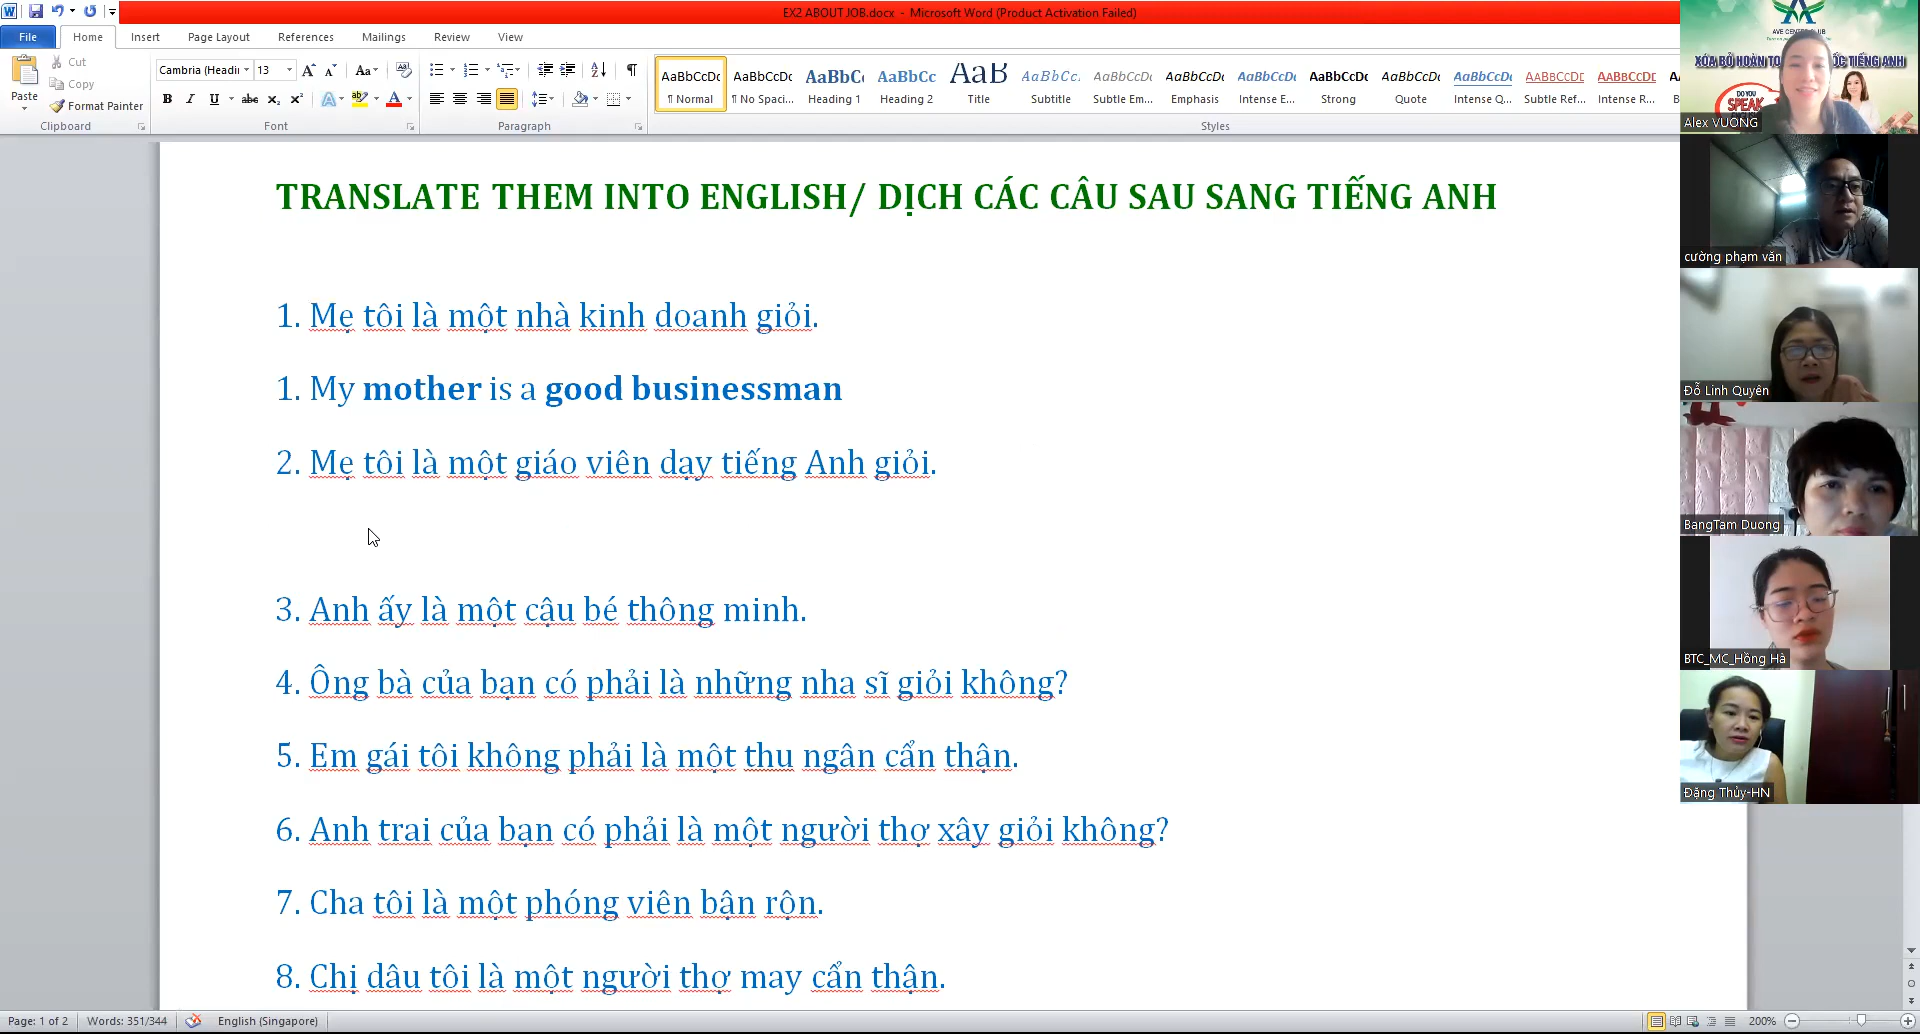 EX2 ABOUT JOB.docx - Microsoft Word (Product Activation Failed)
File Home Insert Page Layout References Mailings Review View
Paste
Cut
Copy
Format Painter
Clipboard
Cambria (Headi 13
Font
Paragraph
AaBbCcDc AaBbCcDc AaBbC AaBbCc AaB AaBbCc. AaBbCcDc AaBbCcDc AaBbCcDc AaBbCcDc AaBbCcDc AaBbCcDc AaBbCcDc AaBbCcDc
¶ Normal ¶ No Spaci... Heading 1 Heading 2 Title Subtitle Subtle Em... Emphasis Intense E... Strong Quote Intense Q... Subtle Ref... Intense R...
Styles
TRANSLATE THEM INTO ENGLISH/ DỊCH CÁC CÂU SAU SANG TIẾNG ANH
1. Mẹ tôi là một nhà kinh doanh giỏi.
1. My mother is a good businessman
2. Mẹ tôi là một giáo viên dạy tiếng Anh giỏi.
3. Anh ấy là một cậu bé thông minh.
4. Ông bà của bạn có phải là những nha sĩ giỏi không?
5. Em gái tôi không phải là một thu ngân cẩn thận.
6. Anh trai của bạn có phải là một người thợ xây giỏi không?
7. Cha tôi là một phóng viên bận rộn.
8. Chị dâu tôi là một người thợ may cẩn thận.
XÓA BỎ HOÀN TO ỐC TIẾNG ANH
DO YOU
SPEAK
Alex VUONG
cường phạm văn
Đỗ Linh Quyên
BangTam Duong
BTC_MC_Hồng Hà
Đặng Thủy-HN
Page: 1 of 2 Words: 351/344 English (Singapore) 200%